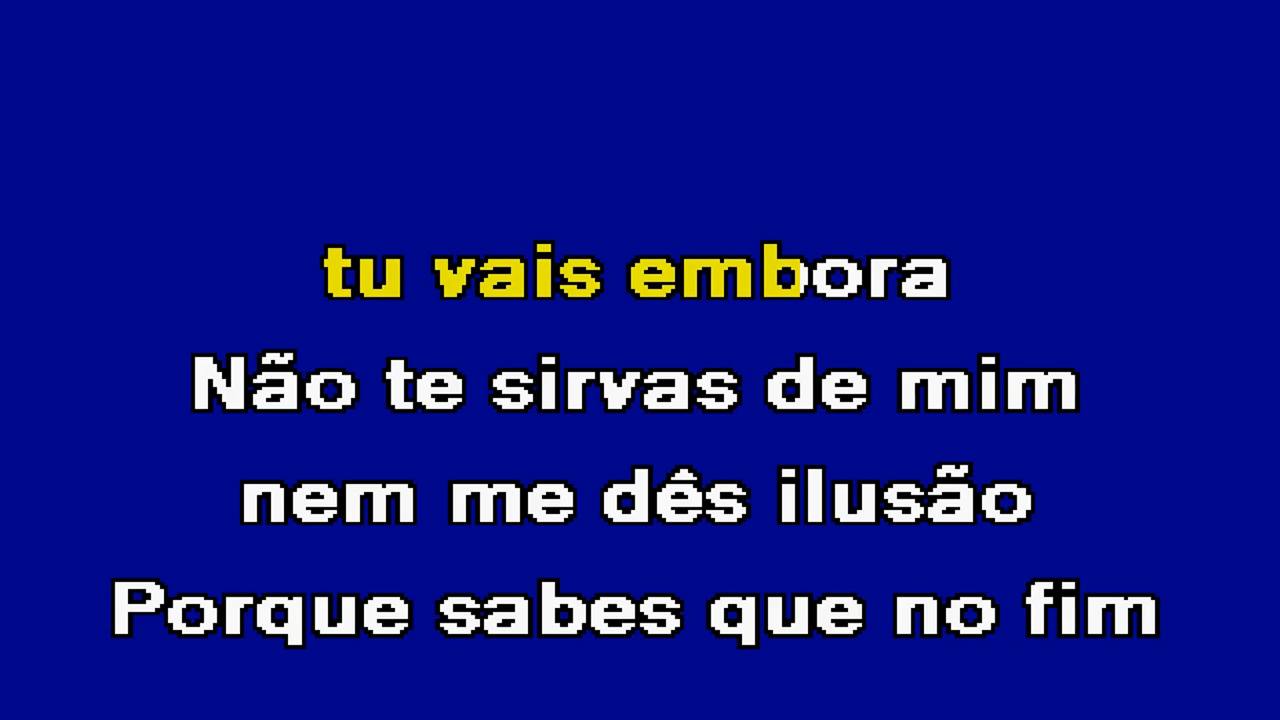 tu vais embora
Não te sirvas de mim
nem me dês ilusão
Porque sabes que no fim